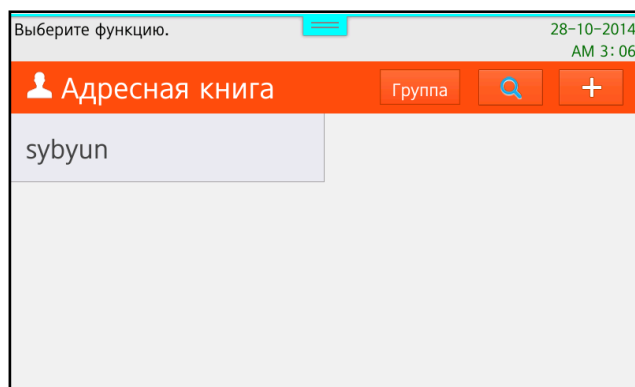 Выберите функцию.
28-10-2014
AM 3:06
Адресная книга
Группа
sybyun